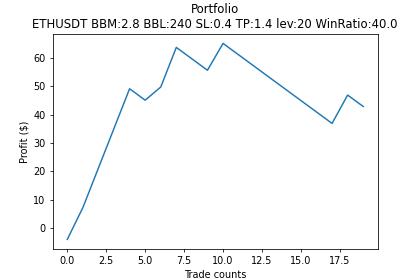 Portfolio
ETHUSDT BBM:2.8 BBL:240 SL:0.4 TP:1.4 lev:20 WinRatio:40.0
60
50
40
30
20
10
0
Profit ($)
0.0 2.5 5.0 7.5 10.0 12.5 15.0 17.5
Trade counts